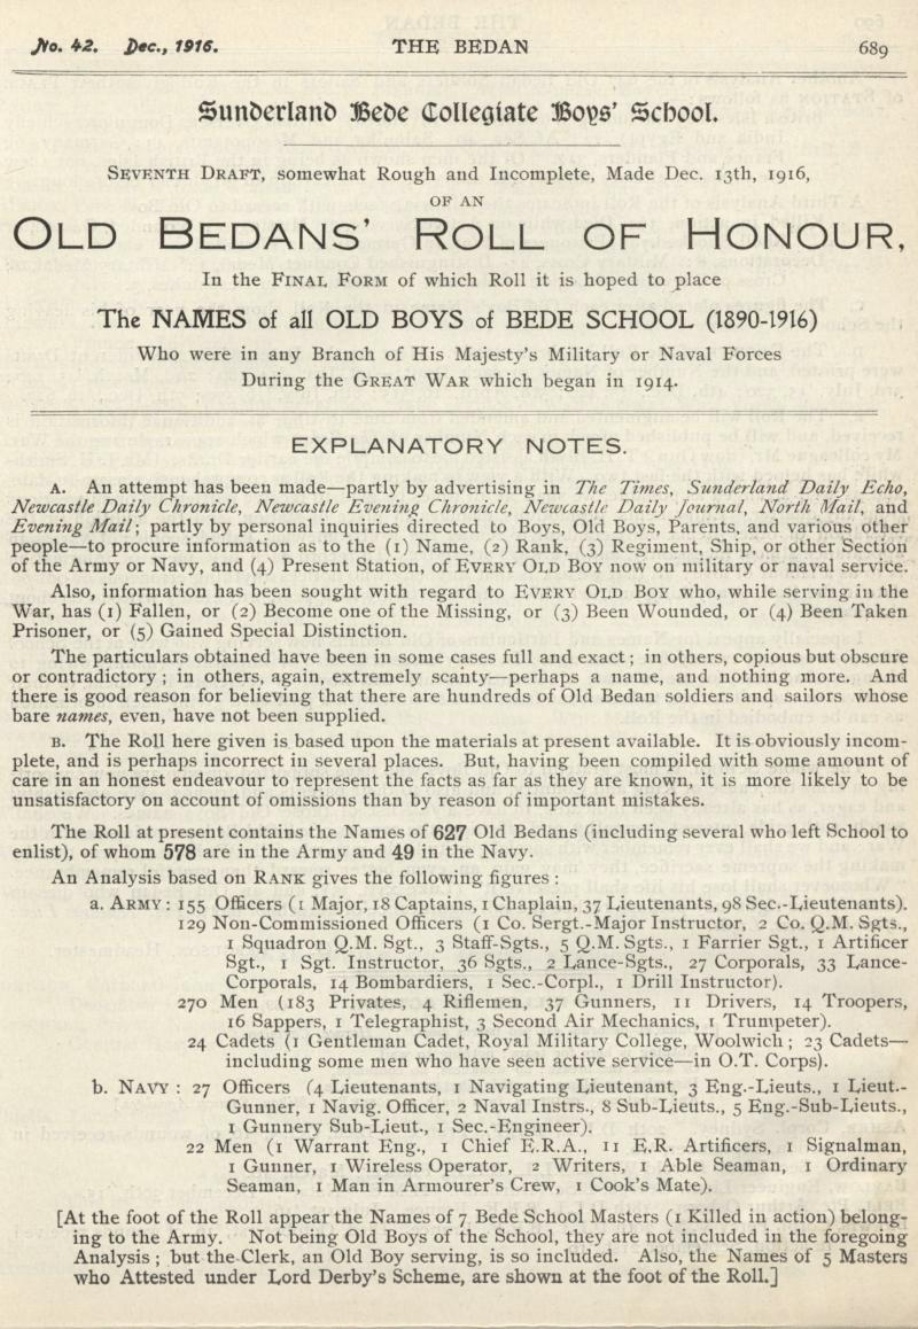 No. 42. Dec., 1916. THE BEDAN 689
Sunderland Bede Collegiate Boys' School.
SEVENTH DRAFT, somewhat Rough and Incomplete, Made Dec. 13th, 1916,
OF AN
OLD BEDANS' ROLL OF HONOUR,
In the FINAL FORM of which Roll it is hoped to place
The NAMES of all OLD BOYS of BEDE SCHOOL (1890-1916)
Who were in any Branch of His Majesty's Military or Naval Forces
During the GREAT WAR which began in 1914.
EXPLANATORY NOTES.
A. An attempt has been made—partly by advertising in The Times, Sunderland Daily Echo,
Newcastle Daily Chronicle, Newcastle Evening Chronicle, Newcastle Daily Journal, North Mail, and
Evening Mail; partly by personal inquiries directed to Boys, Old Boys, Parents, and various other
people—to procure information as to the (1) Name, (2) Rank, (3) Regiment, Ship, or other Section
of the Army or Navy, and (4) Present Station, of EVERY OLD BOY now on military or naval service.
Also, information has been sought with regard to EVERY OLD BOY who, while serving in the
War, has (1) Fallen, or (2) Become one of the Missing, or (3) Been Wounded, or (4) Been Taken
Prisoner, or (5) Gained Special Distinction.
The particulars obtained have been in some cases full and exact; in others, copious but obscure
or contradictory; in others, again, extremely scanty—perhaps a name, and nothing more. And
there is good reason for believing that there are hundreds of Old Bedan soldiers and sailors whose
bare names, even, have not been supplied.
B. The Roll here given is based upon the materials at present available. It is obviously incom-
plete, and is perhaps incorrect in several places. But, having been compiled with some amount of
care in an honest endeavour to represent the facts as far as they are known, it is more likely to be
unsatisfactory on account of omissions than by reason of important mistakes.
The Roll at present contains the Names of 627 Old Bedans (including several who left School to
enlist), of whom 578 are in the Army and 49 in the Navy.
An Analysis based on RANK gives the following figures:
a. ARMY: 155 Officers (1 Major, 18 Captains, 1 Chaplain, 37 Lieutenants, 98 Sec.-Lieutenants).
129 Non-Commissioned Officers (1 Co. Sergt.-Major Instructor, 2 Co. Q.M. Sgts.,
1 Squadron Q.M. Sgt., 3 Staff-Sgts., 5 Q.M. Sgts., 1 Farrier Sgt., 1 Artificer
Sgt., 1 Sgt. Instructor, 36 Sgts., 2 Lance-Sgts., 27 Corporals, 33 Lance-
Corporals, 14 Bombardiers, 1 Sec.-Corpl., 1 Drill Instructor).
270 Men (183 Privates, 4 Riflemen, 37 Gunners, 11 Drivers, 14 Troopers,
16 Sappers, 1 Telegraphist, 3 Second Air Mechanics, 1 Trumpeter).
24 Cadets (1 Gentleman Cadet, Royal Military College, Woolwich; 23 Cadets—
including some men who have seen active service—in O.T. Corps).
b. NAVY: 27 Officers (4 Lieutenants, 1 Navigating Lieutenant, 3 Eng.-Lieuts., 1 Lieut.-
Gunner, 1 Navig. Officer, 2 Naval Instrs., 8 Sub-Lieuts., 5 Eng.-Sub-Lieuts.,
1 Gunnery Sub-Lieut., 1 Sec.-Engineer).
22 Men (1 Warrant Eng., 1 Chief E.R.A., 11 E.R. Artificers, 1 Signalman,
1 Gunner, 1 Wireless Operator, 2 Writers, 1 Able Seaman, 1 Ordinary
Seaman, 1 Man in Armourer's Crew, 1 Cook's Mate).
[At the foot of the Roll appear the Names of 7 Bede School Masters (1 Killed in action) belong-
ing to the Army. Not being Old Boys of the School, they are not included in the foregoing
Analysis; but the Clerk, an Old Boy serving, is so included. Also, the Names of 5 Masters
who Attested under Lord Derby's Scheme, are shown at the foot of the Roll.]